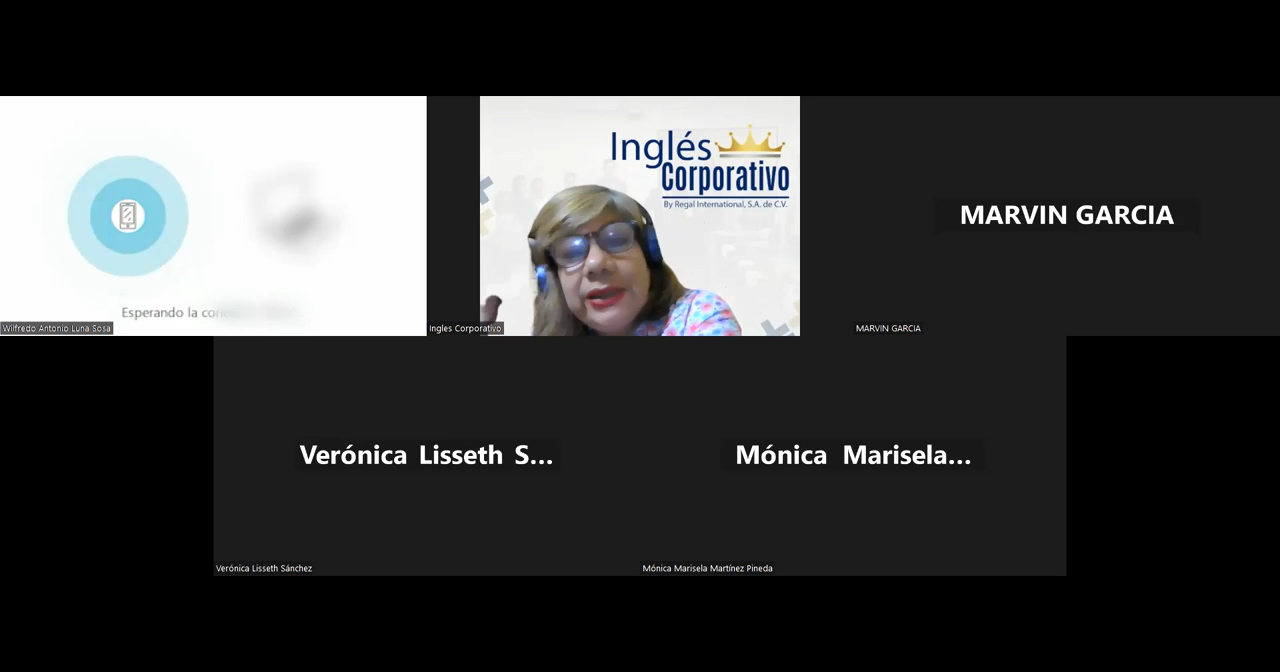 Inglés
Corporativo
By Regal International, S.A. de C.V.
MARVIN GARCIA
Esperando la
Wilfredo Antonio Luna Sosa
Ingles Corporativo
MARVIN GARCIA
Verónica Lisseth S...
Mónica Marisela...
Verónica Lisseth Sánchez
Mónica Marisela Martínez Pineda